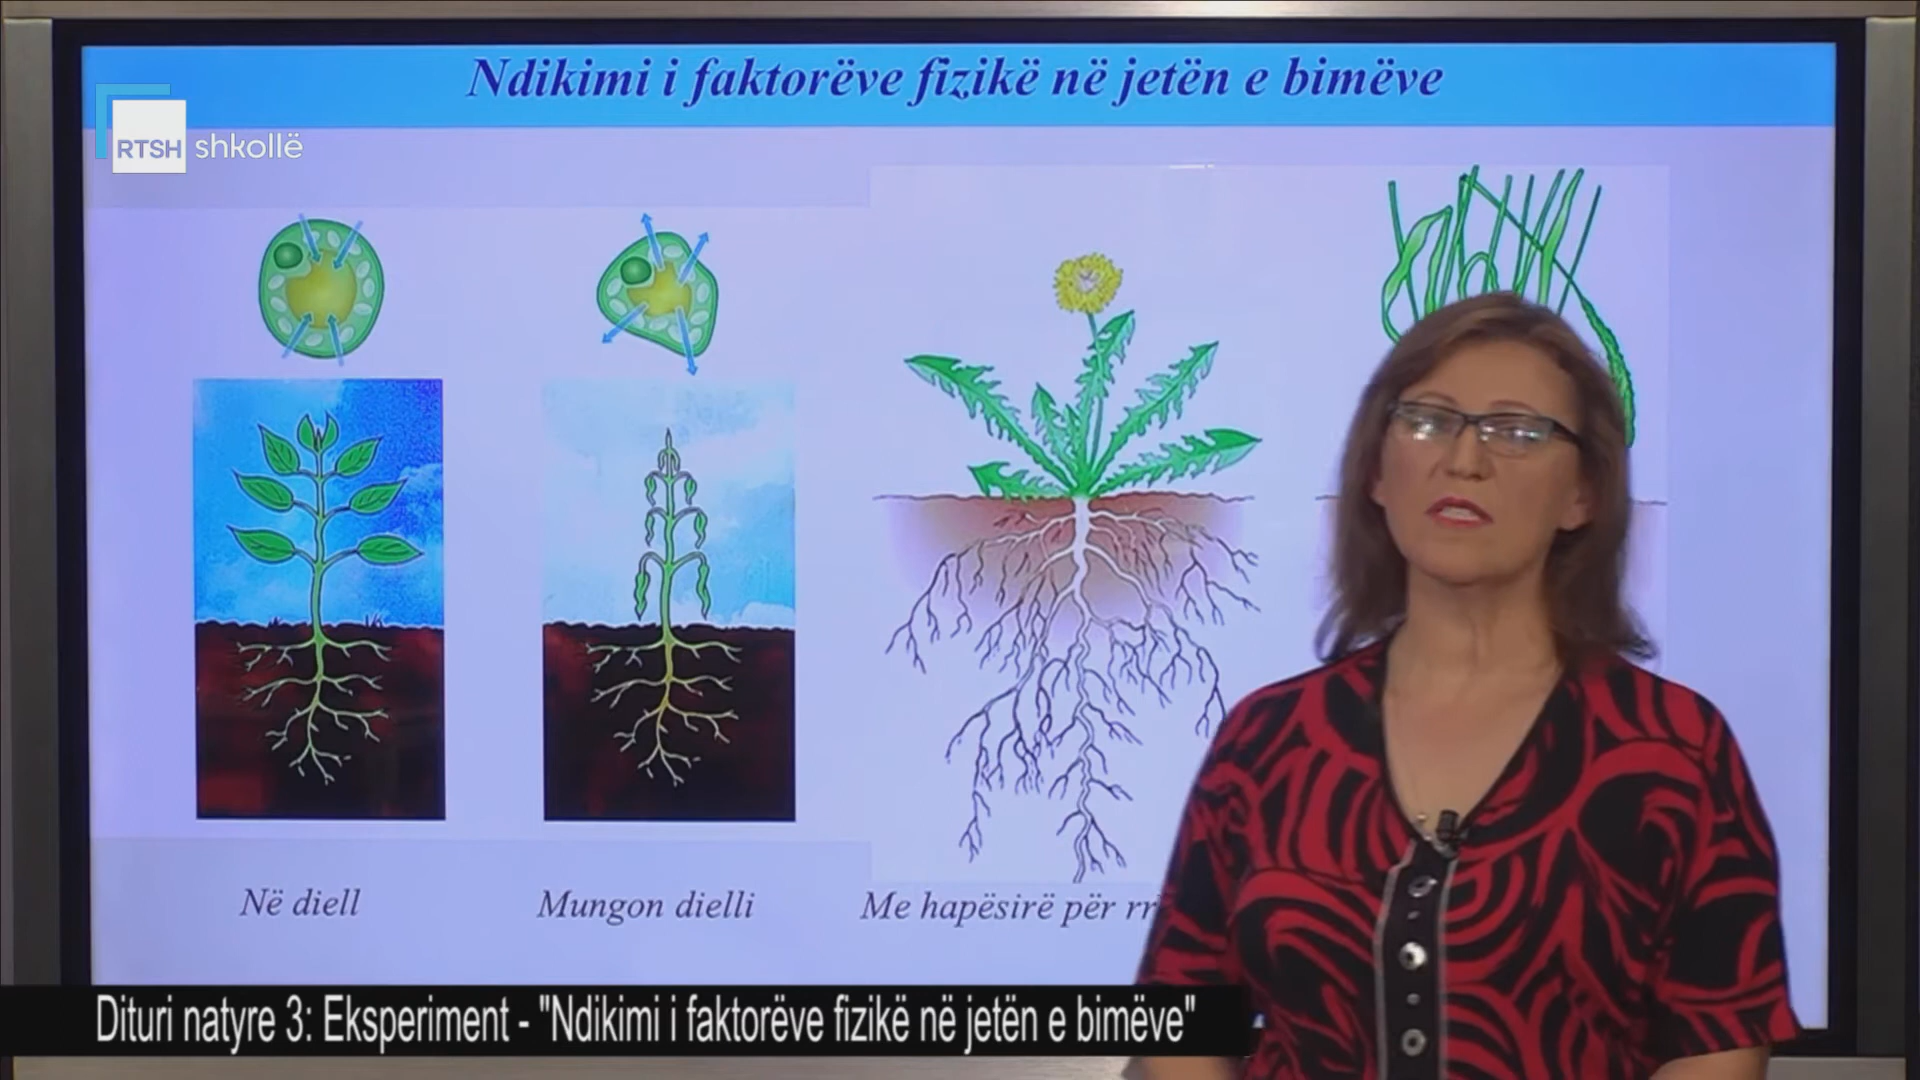 Ndikimi i faktorëve fizikë në jetën e bimëve
RTSH shkollë
Në diell
Mungon dielli
Me hapësirë për
Dituri natyre 3: Eksperiment - "Ndikimi i faktorëve fizikë në jetën e bimëve"